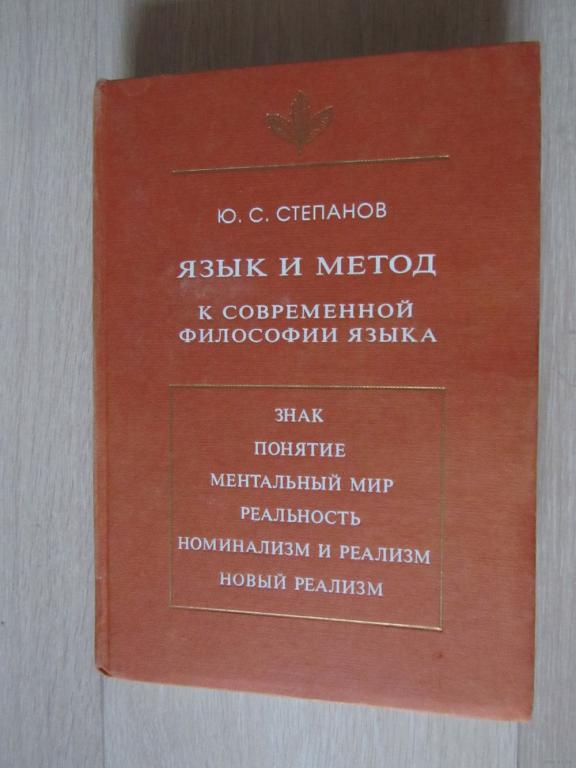 Ю. С. СТЕПАНОВ
ЯЗЫК И МЕТОД
К СОВРЕМЕННОЙ
ФИЛОСОФИИ ЯЗЫКА
ЗНАК
ПОНЯТИЕ
МЕНТАЛЬНЫЙ МИР
РЕАЛЬНОСТЬ
НОМИНАЛИЗМ И РЕАЛИЗМ
НОВЫЙ РЕАЛИЗМ